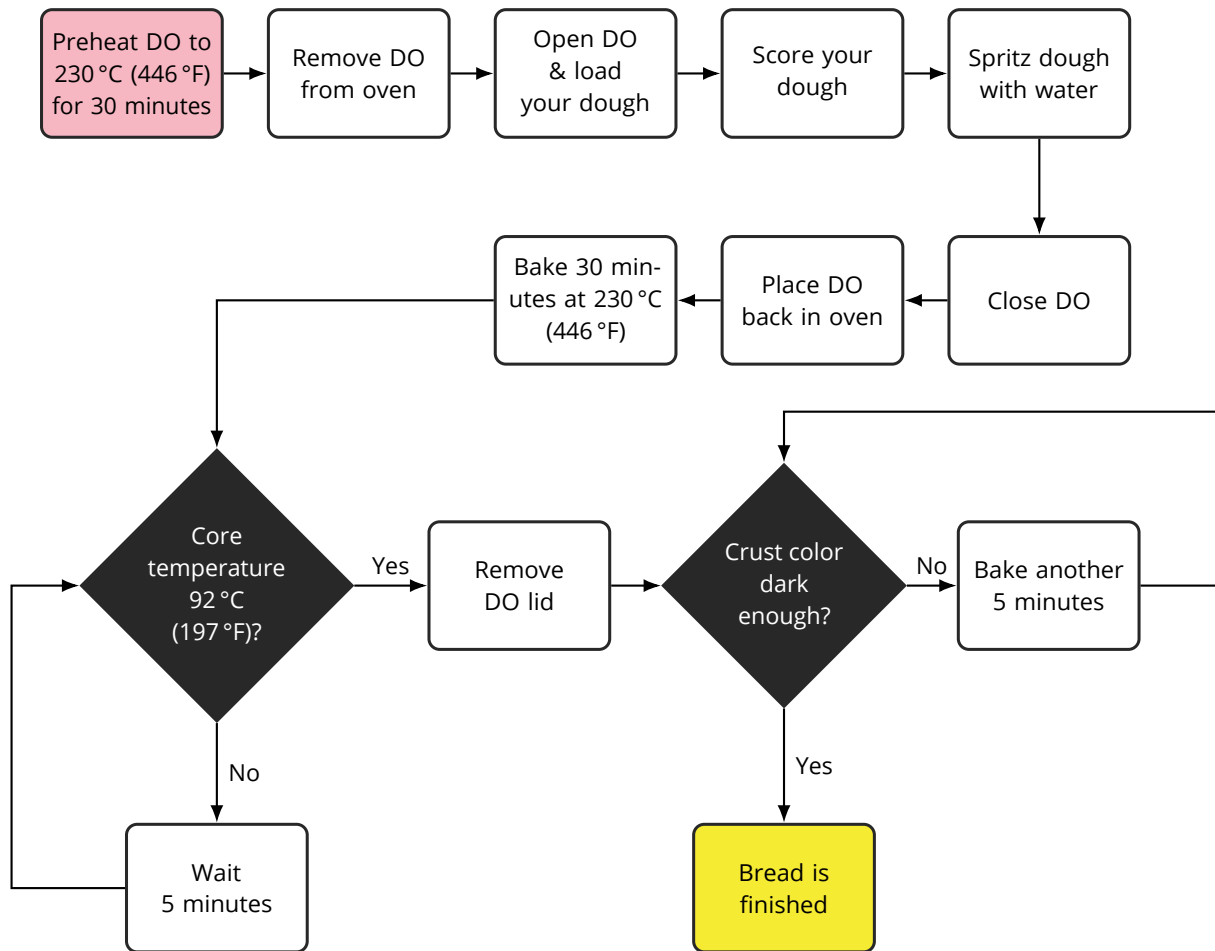 Preheat DO to
230 °C (446 °F)
for 30 minutes
Remove DO
from oven
Open DO
& load
your dough
Score your
dough
Spritz dough
with water
Close DO
Place DO
back in oven
Bake 30 min-
utes at 230 °C
(446 °F)
Core
temperature
92 °C
(197 °F)?
Yes
Remove
DO lid
Crust color
dark
enough?
No
Bake another
5 minutes
No
Yes
Wait
5 minutes
Bread is
finished